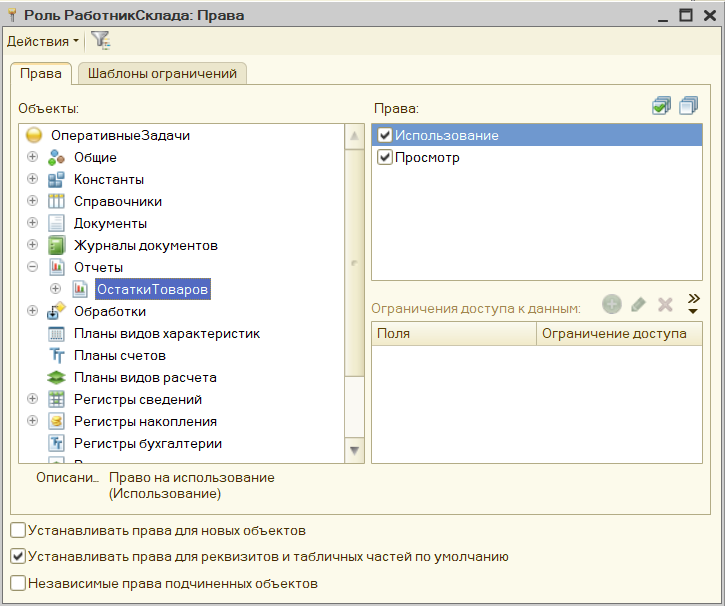 Роль РаботникСклада: Права
Действия
Права
Шаблоны ограничений
Объекты:
ОперативныеЗадачи
Общие
Константы
Справочники
Документы
Журналы документов
Отчеты
ОстаткиТоваров
Обработки
Планы видов характеристик
Планы счетов
Планы видов расчета
Регистры сведений
Регистры накопления
Регистры бухгалтерии
Права:
Использование
Просмотр
Ограничения доступа к данным:
Поля
Ограничение доступа
Описани...
Право на использование
(Использование)
Устанавливать права для новых объектов
Устанавливать права для реквизитов и табличных частей по умолчанию
Независимые права подчиненных объектов